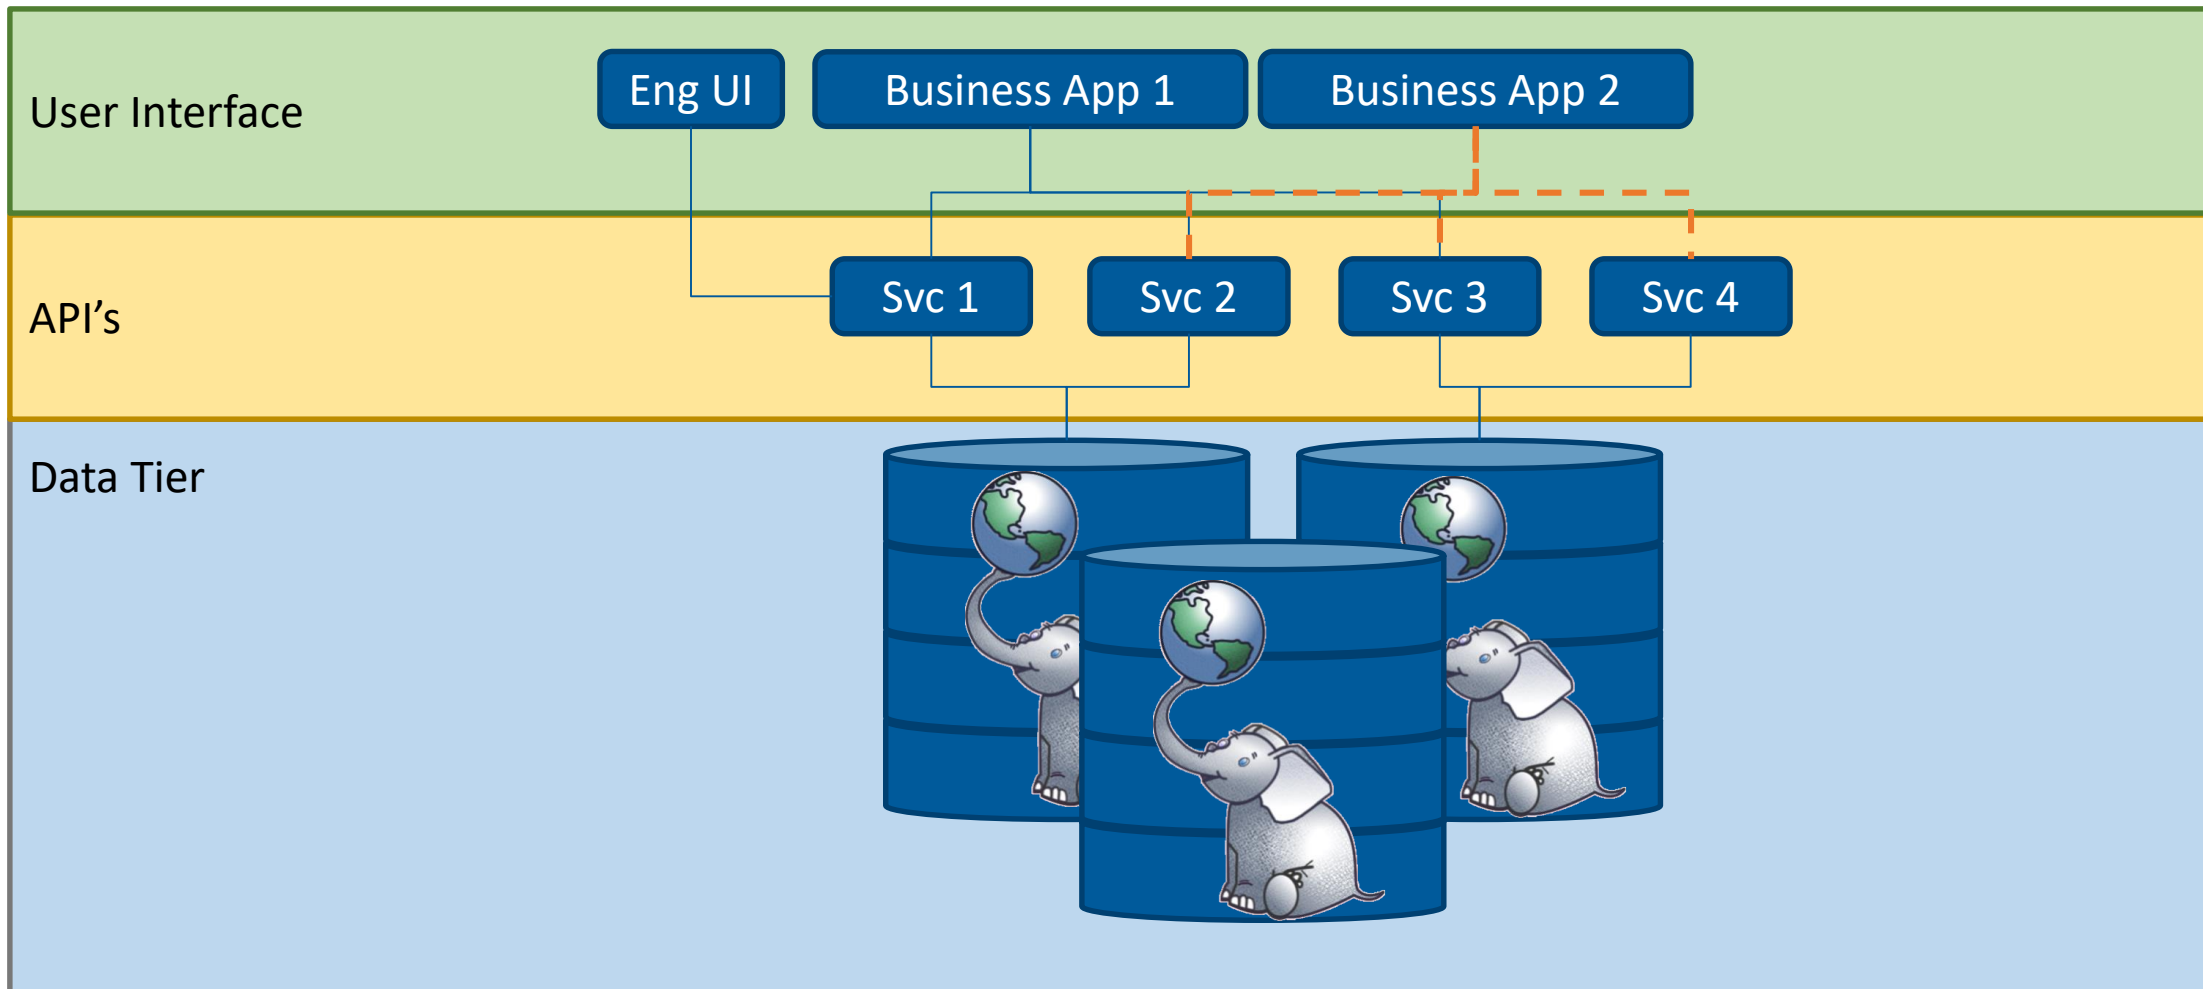 User Interface
Eng UI
Business App 1
Business App 2
API’s
Svc 1
Svc 2
Svc 3
Svc 4
Data Tier